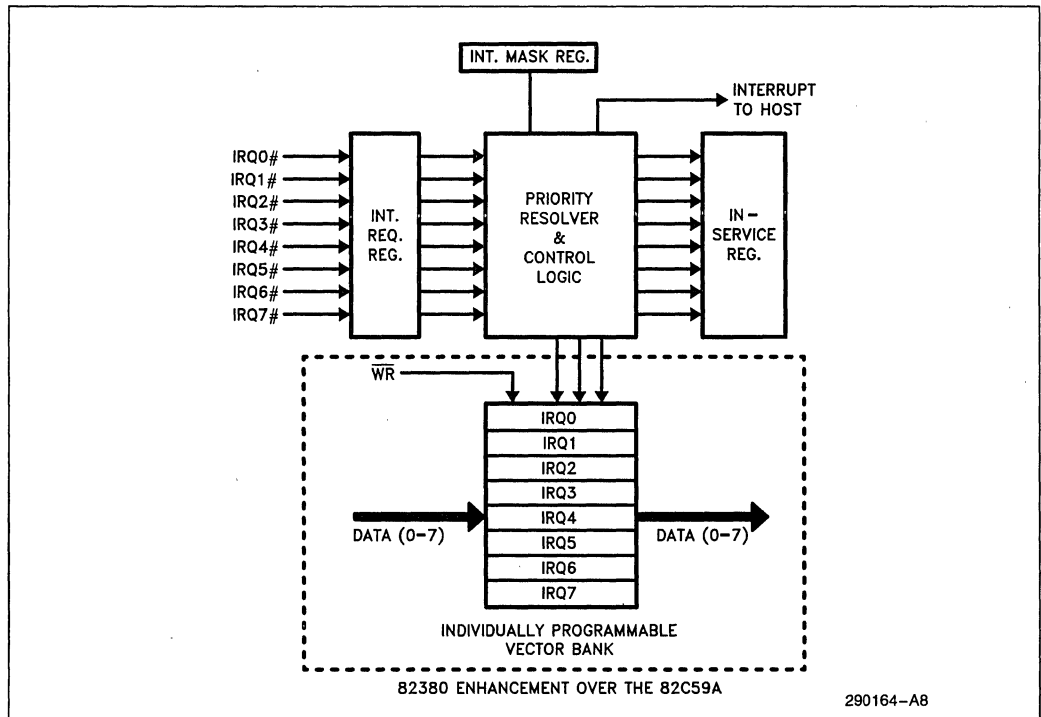 INT. MASK REG.
INTERRUPT
TO HOST
IRQ0#
IRQ1#
IRQ2#
IRQ3#
IRQ4#
IRQ5#
IRQ6#
IRQ7#
INT.
REQ.
REG.
PRIORITY
RESOLVER
&
CONTROL
LOGIC
IN-
SERVICE
REG.
WR
IRQ0
IRQ1
IRQ2
IRQ3
IRQ4
IRQ5
IRQ6
IRQ7
DATA (0-7)
DATA (0-7)
INDIVIDUALLY PROGRAMMABLE
VECTOR BANK
82380 ENHANCEMENT OVER THE 82C59A
290164-A8